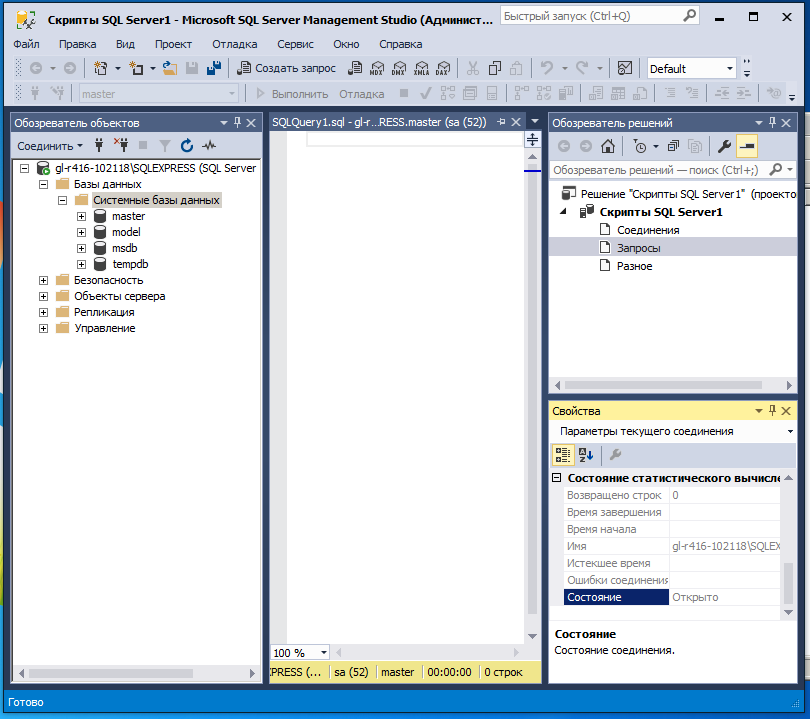 Скрипты SQL Server1 - Microsoft SQL Server Management Studio (Админист...
Быстрый запуск (Ctrl+Q)
Файл Правка Вид Проект Отладка Сервис Окно Справка
Создать запрос MDX DMX XMLA DAX Default
master Выполнить Отладка
Обозреватель объектов
Соединить
gl-r416-102118\SQLEXPRESS (SQL Server
Базы данных
Системные базы данных
master
model
msdb
tempdb
Безопасность
Объекты сервера
Репликация
Управление
SQLQuery1.sql - gl-r...RESS.master (sa (52))
100 %
(PRESS (... sa (52) master 00:00:00 0 строк
Обозреватель решений
Обозреватель решений — поиск (Ctrl+;)
Решение "Скрипты SQL Server1" (проекто
Скрипты SQL Server1
Соединения
Запросы
Разное
Свойства
Параметры текущего соединения
Состояние статистического вычисле
Возвращено строк 0
Время завершения
Время начала
Имя gl-r416-102118\SQLEX
Истекшее время
Ошибки соединения
Состояние Открыто
Состояние
Состояние соединения.
Готово